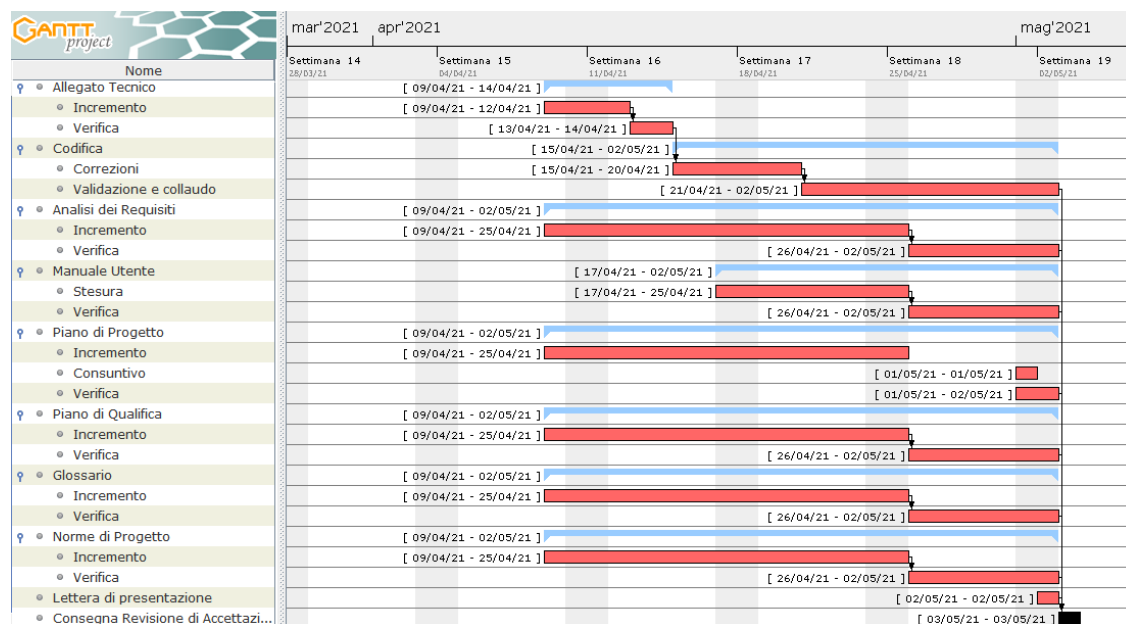 GANTT
project
mar'2021 apr'2021 mag'2021
Settimana 14 Settimana 15 Settimana 16 Settimana 17 Settimana 18 Settimana 19
28/03/21 04/04/21 11/04/21 18/04/21 25/04/21 02/05/21
Nome
Allegato Tecnico [ 09/04/21 - 14/04/21 ]
Incremento [ 09/04/21 - 12/04/21 ]
Verifica [ 13/04/21 - 14/04/21 ]
Codifica [ 15/04/21 - 02/05/21 ]
Correzioni [ 15/04/21 - 20/04/21 ]
Validazione e collaudo [ 21/04/21 - 02/05/21 ]
Analisi dei Requisiti [ 09/04/21 - 02/05/21 ]
Incremento [ 09/04/21 - 25/04/21 ]
Verifica [ 26/04/21 - 02/05/21 ]
Manuale Utente [ 17/04/21 - 02/05/21 ]
Stesura [ 17/04/21 - 25/04/21 ]
Verifica [ 26/04/21 - 02/05/21 ]
Piano di Progetto [ 09/04/21 - 02/05/21 ]
Incremento [ 09/04/21 - 25/04/21 ]
Consuntivo [ 01/05/21 - 01/05/21 ]
Verifica [ 01/05/21 - 02/05/21 ]
Piano di Qualifica [ 09/04/21 - 02/05/21 ]
Incremento [ 09/04/21 - 25/04/21 ]
Verifica [ 26/04/21 - 02/05/21 ]
Glossario [ 09/04/21 - 02/05/21 ]
Incremento [ 09/04/21 - 25/04/21 ]
Verifica [ 26/04/21 - 02/05/21 ]
Norme di Progetto [ 09/04/21 - 02/05/21 ]
Incremento [ 09/04/21 - 25/04/21 ]
Verifica [ 26/04/21 - 02/05/21 ]
Lettera di presentazione [ 02/05/21 - 02/05/21 ]
Consegna Revisione di Accettazi... [ 03/05/21 - 03/05/21 ]